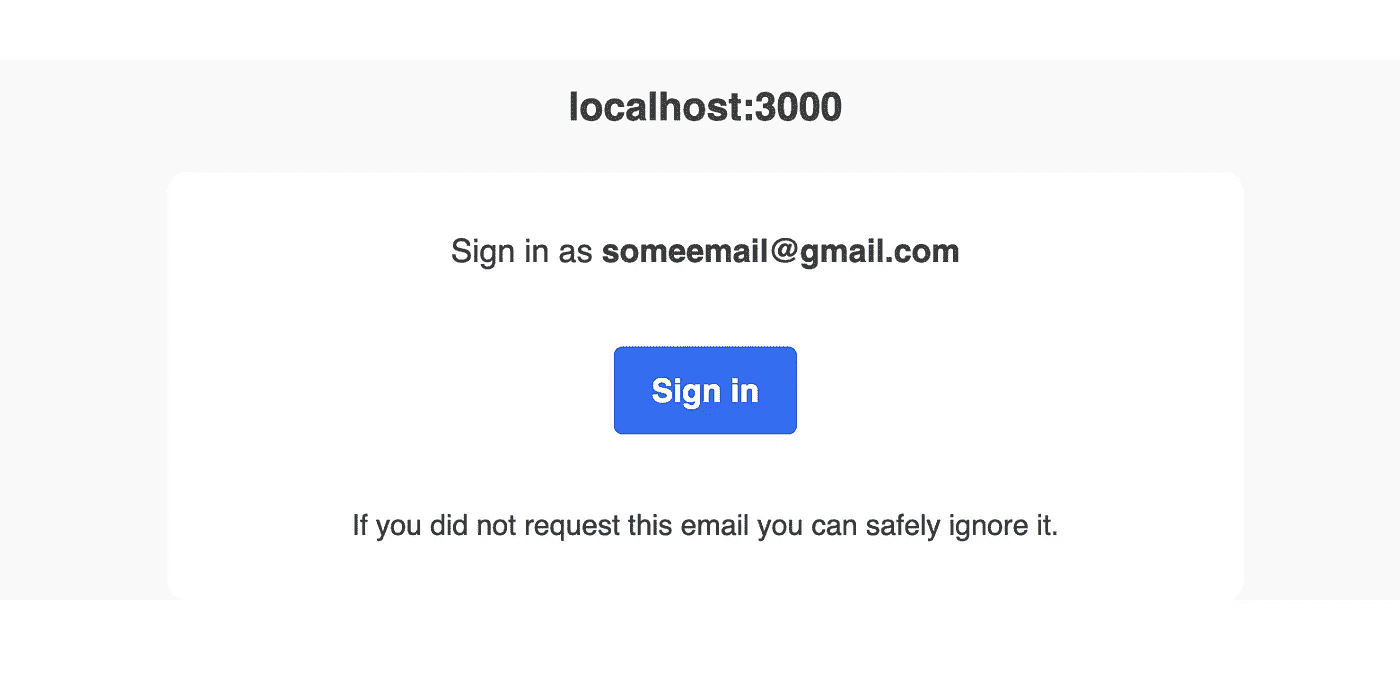 localhost:3000
Sign in as someemail@gmail.com
Sign in
If you did not request this email you can safely ignore it.